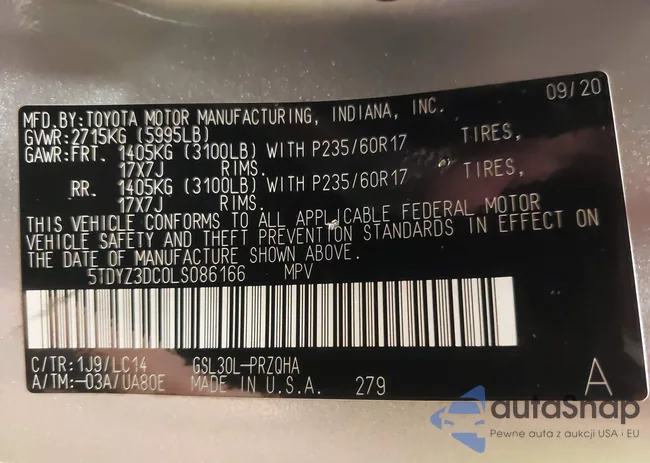 09/20
MFD.BY:TOYOTA MOTOR MANUFACTURING, INDIANA, INC.
GVWR:2715KG (5995LB)
GAWR:FRT. 1405KG (3100LB) WITH P235/60R17 TIRES,
17X7J RIMS.
RR. 1405KG (3100LB) WITH P235/60R17 TIRES,
17X7J RIMS.
THIS VEHICLE CONFORMS TO ALL APPLICABLE FEDERAL MOTOR
VEHICLE SAFETY AND THEFT PREVENTION STANDARDS IN EFFECT ON
THE DATE OF MANUFACTURE SHOWN ABOVE.
5TDYZ3DC0LS086166 MPV
C/TR:1J9/LC14 GSL30L-PRZQHA
A/TM:-03A/UA80E MADE IN U.S.A. 279 A
autaSnap
Pewne auta z aukcji USA i EU